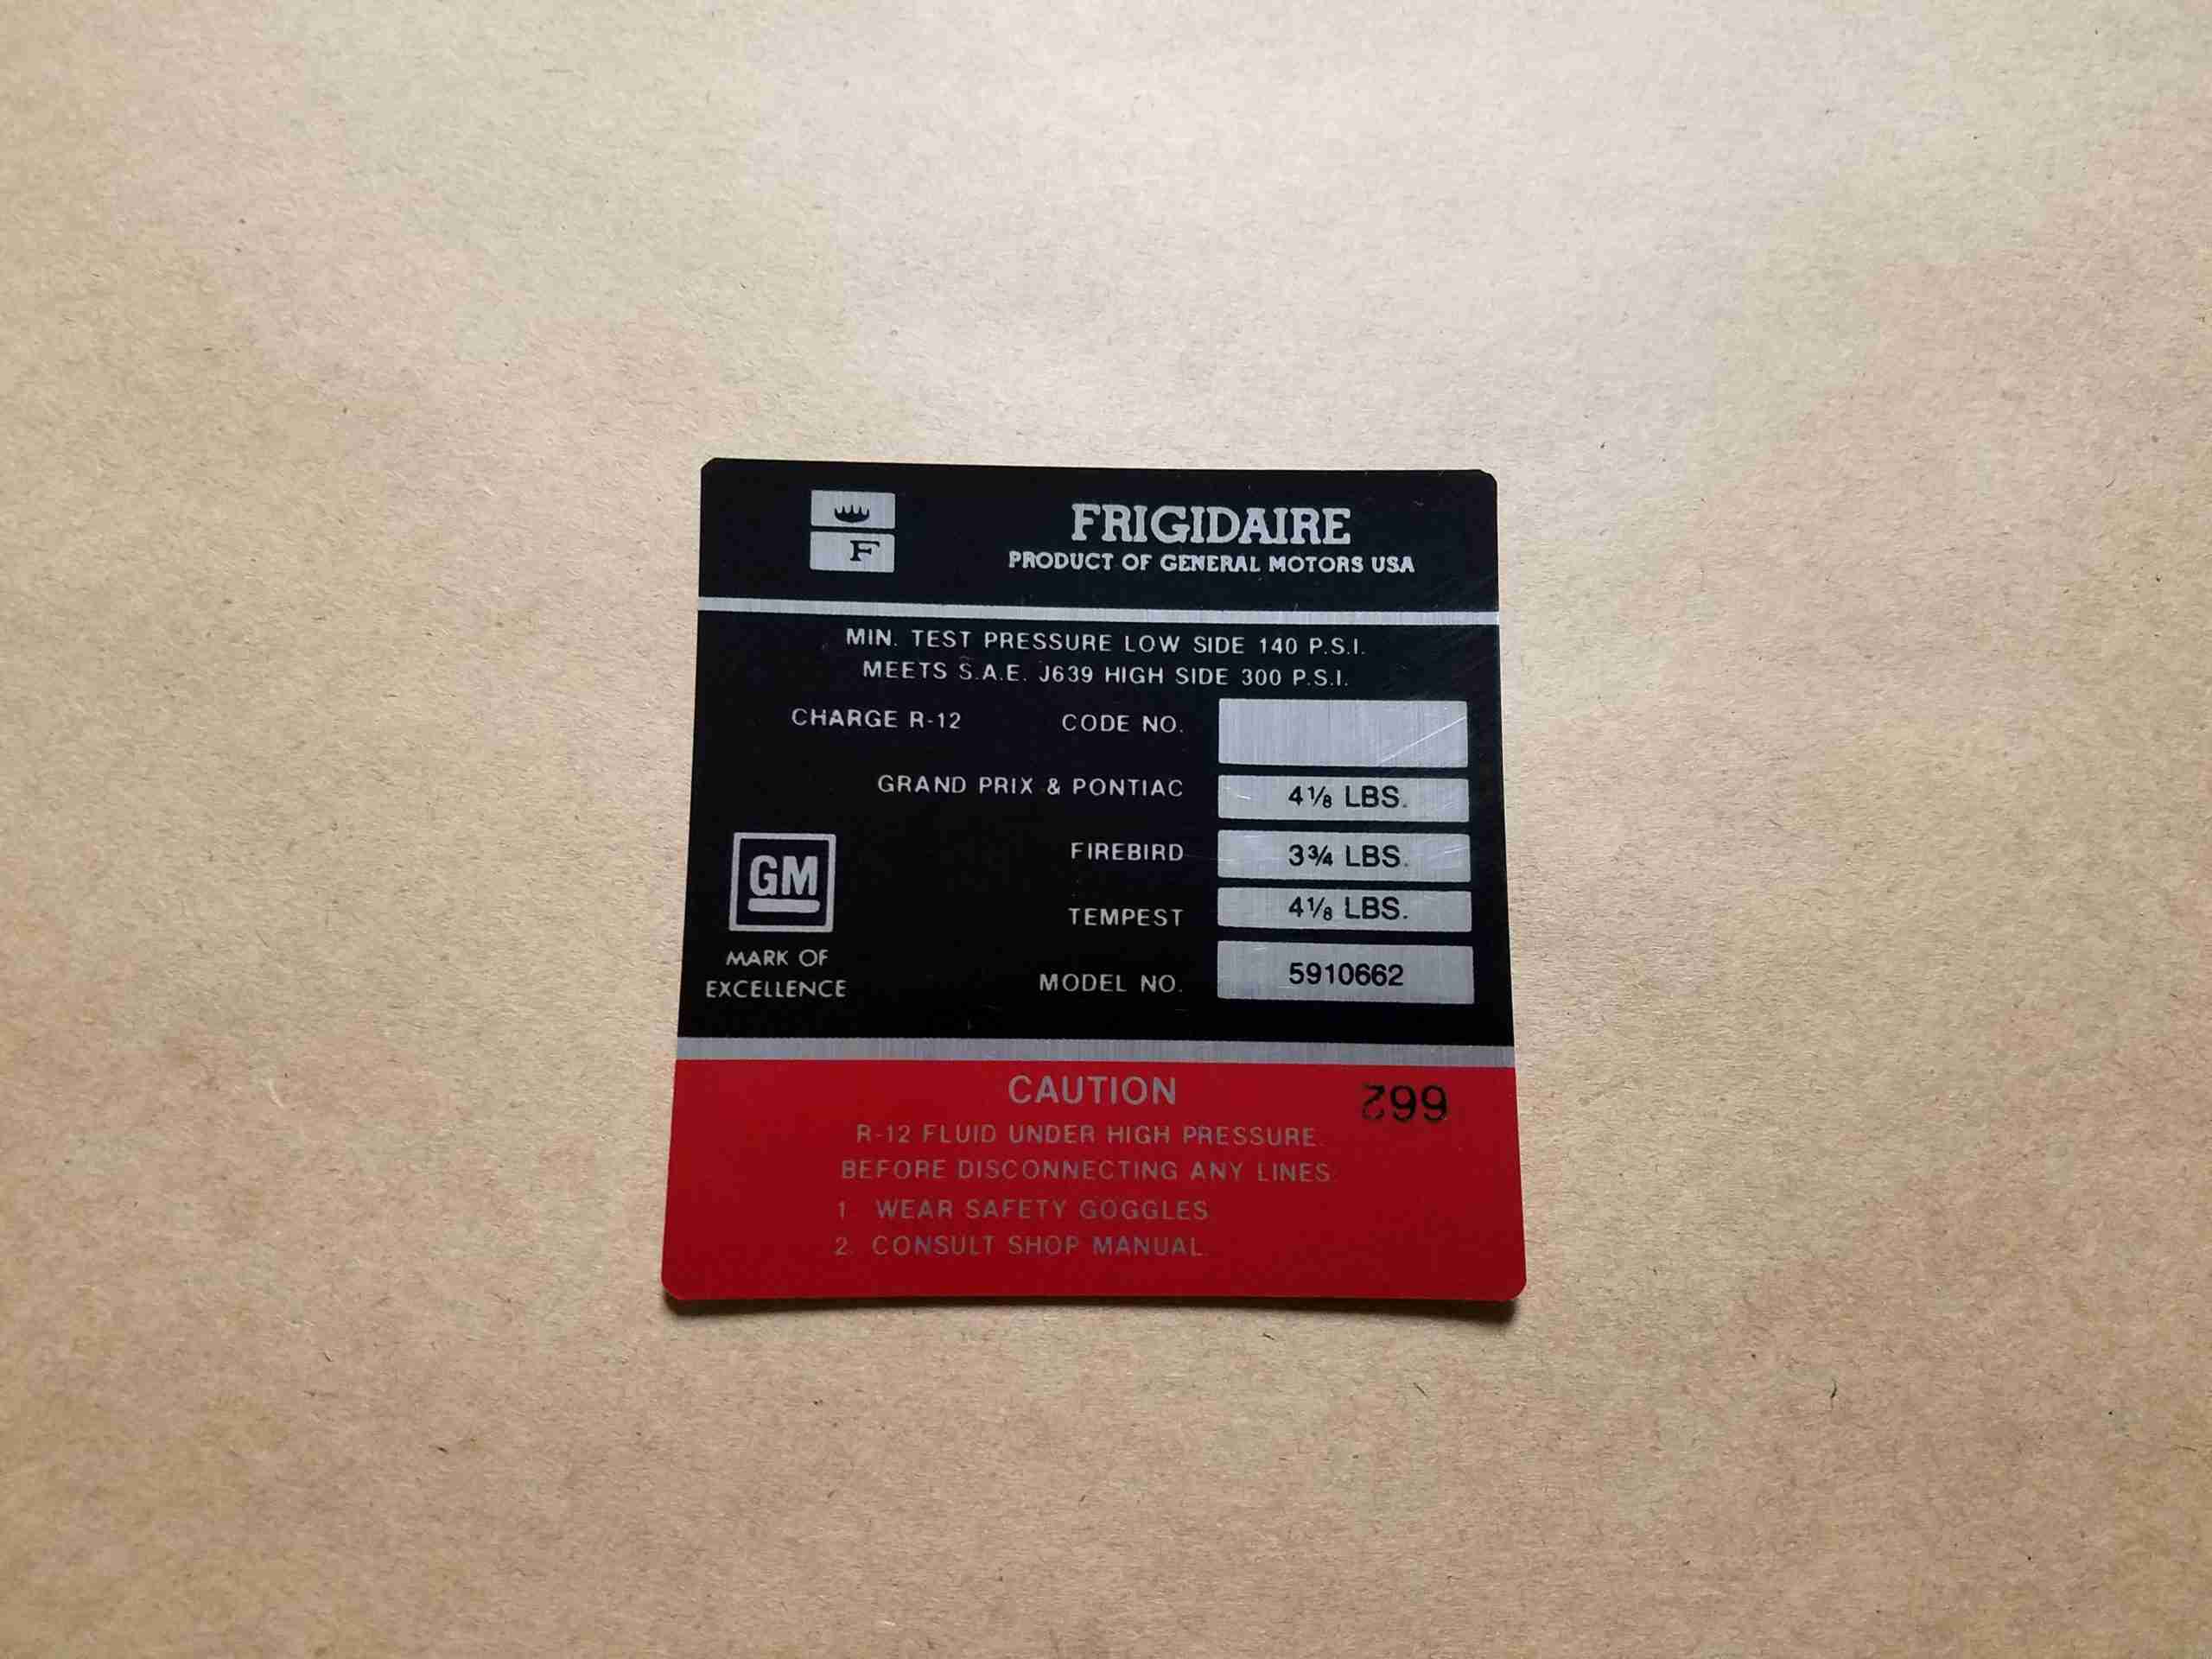 F
FRIGIDAIRE
PRODUCT OF GENERAL MOTORS USA
MIN. TEST PRESSURE LOW SIDE 140 P.S.I.
MEETS S.A.E. J639 HIGH SIDE 300 P.S.I.
CHARGE R-12 CODE NO.
GRAND PRIX & PONTIAC 4⅛ LBS.
FIREBIRD 3¾ LBS.
TEMPEST 4⅛ LBS.
MODEL NO. 5910662
GM
MARK OF
EXCELLENCE
CAUTION
662
R-12 FLUID UNDER HIGH PRESSURE.
BEFORE DISCONNECTING ANY LINES
1. WEAR SAFETY GOGGLES.
2. CONSULT SHOP MANUAL.